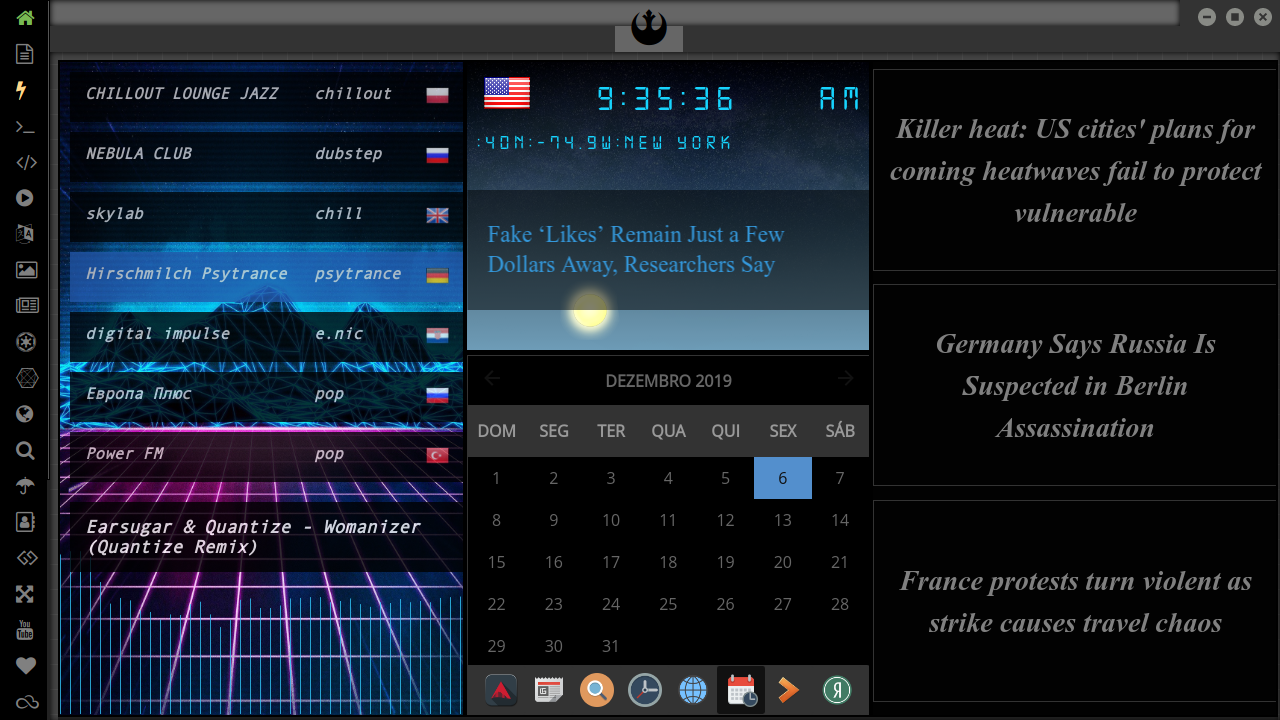 CHILLOUT LOUNGE JAZZ chillout
NEBULA CLUB dubstep
skylab chill
Hirschmilch Psytrance psytrance
digital impulse e.nic
Европа Плюс pop
Power FM pop
Earsugar & Quantize - Womanizer
(Quantize Remix)
9:35:36 AM
:40N:-74.9W:NEW YORK
Fake ‘Likes’ Remain Just a Few
Dollars Away, Researchers Say
DEZEMBRO 2019
DOM SEG TER QUA QUI SEX SÁB
1 2 3 4 5 6 7
8 9 10 11 12 13 14
15 16 17 18 19 20 21
22 23 24 25 26 27 28
29 30 31
Killer heat: US cities' plans for
coming heatwaves fail to protect
vulnerable
Germany Says Russia Is
Suspected in Berlin
Assassination
France protests turn violent as
strike causes travel chaos
You
Tube
Я